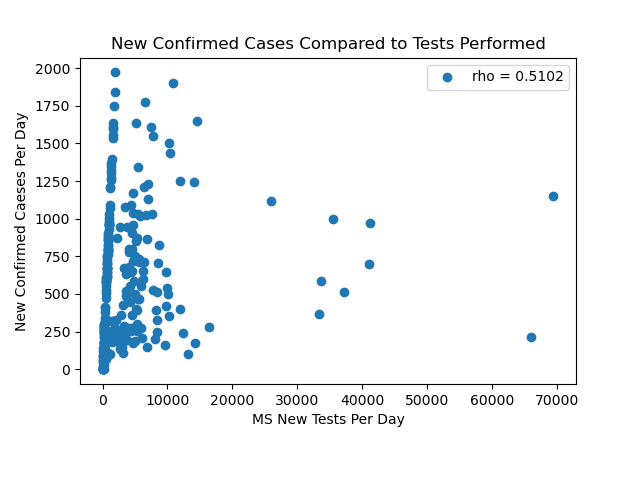 New Confirmed Cases Compared to Tests Performed
rho = 0.5102
New Confirmed Caeses Per Day
2000
1750
1500
1250
1000
750
500
250
0
0 10000 20000 30000 40000 50000 60000 70000
MS New Tests Per Day